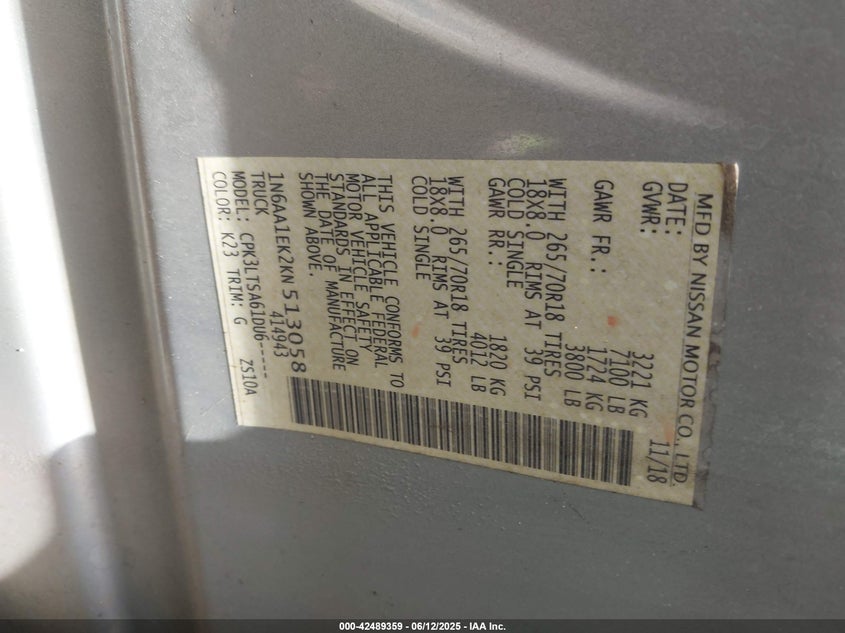 MFD BY NISSAN MOTOR CO., LTD.
DATE: 11/18
GVWR: 3221 KG
7100 LB
GAWR FR.: 1724 KG
3800 LB
WITH 265/70R18 TIRES
18X8.0 RIMS AT 39 PSI
COLD SINGLE
GAWR RR.: 1820 KG
4012 LB
WITH 265/70R18 TIRES
18X8.0 RIMS AT 39 PSI
COLD SINGLE
THIS VEHICLE CONFORMS TO
ALL APPLICABLE FEDERAL
MOTOR VEHICLE SAFETY
STANDARDS IN EFFECT ON
THE DATE OF MANUFACTURE
SHOWN ABOVE.
1N6AA1EK2KN513058
TRUCK 414943
MODEL: CPK3LTSA61DU6-----
COLOR: K23 TRIM: G ZS10A
000-42489359 - 06/12/2025 - IAA Inc.